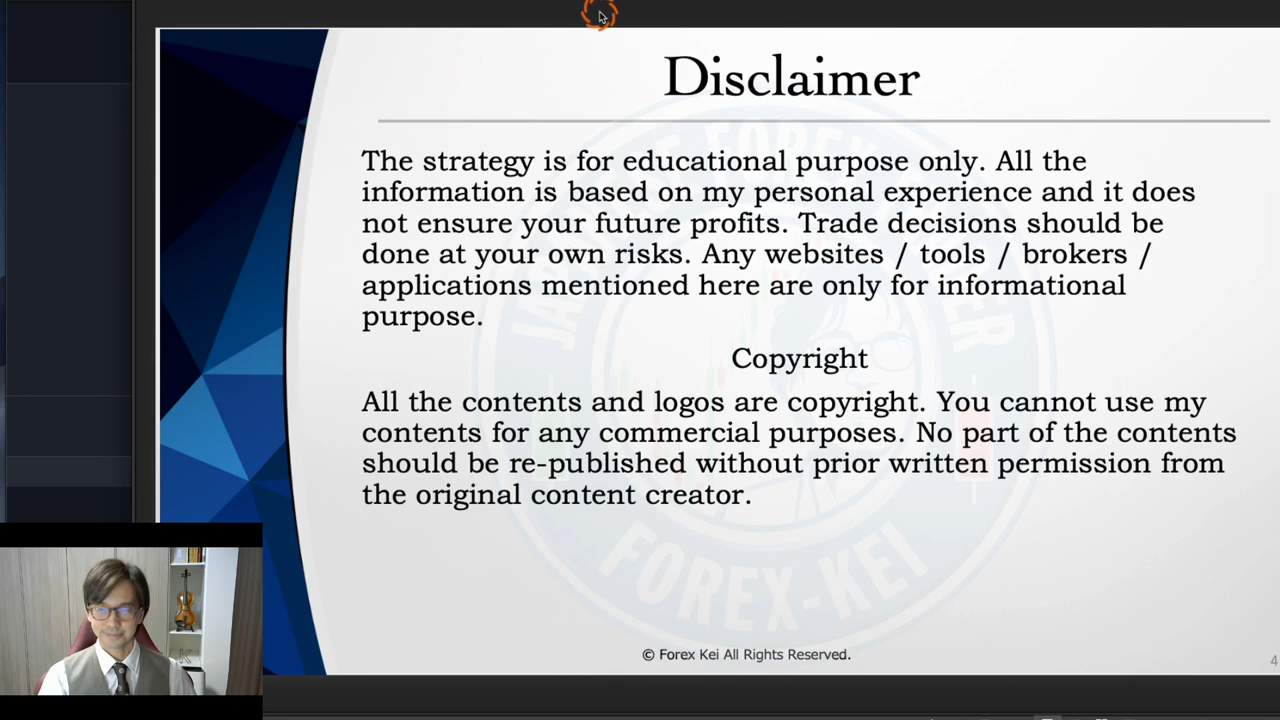 Disclaimer
The strategy is for educational purpose only. All the
information is based on my personal experience and it does
not ensure your future profits. Trade decisions should be
done at your own risks. Any websites / tools / brokers /
applications mentioned here are only for informational
purpose.
Copyright
All the contents and logos are copyright. You cannot use my
contents for any commercial purposes. No part of the contents
should be re-published without prior written permission from
the original content creator.
FOREX-KEI
© Forex Kei All Rights Reserved.
4